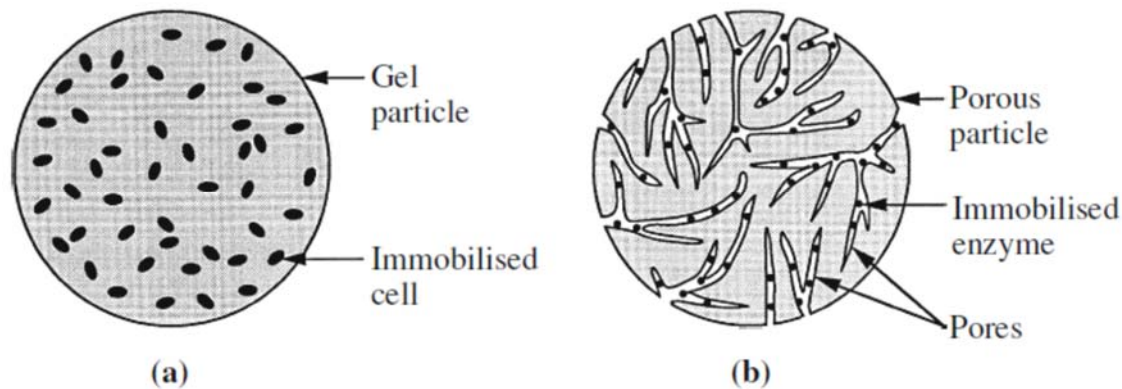 Gel
particle
Immobilised
cell
(a)
Porous
particle
Immobilised
enzyme
Pores
(b)